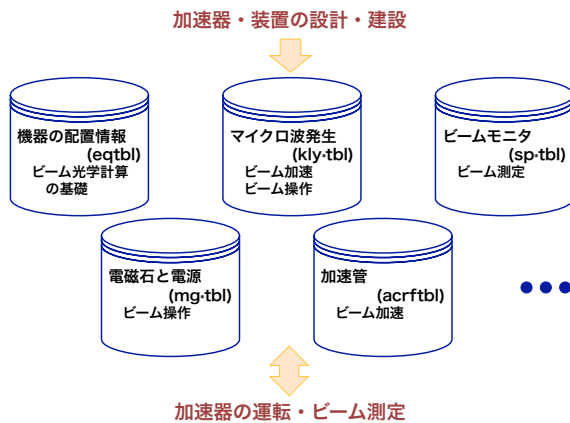 加速器・装置の設計・建設
機器の配置情報
(eqtbl)
ビーム光学計算
の基礎
マイクロ波発生
(kly*tbl)
ビーム加速
ビーム操作
ビームモニタ
(sp*tbl)
ビーム測定
電磁石と電源
(mg*tbl)
ビーム操作
加速管
(acrftbl)
ビーム加速
加速器の運転・ビーム測定